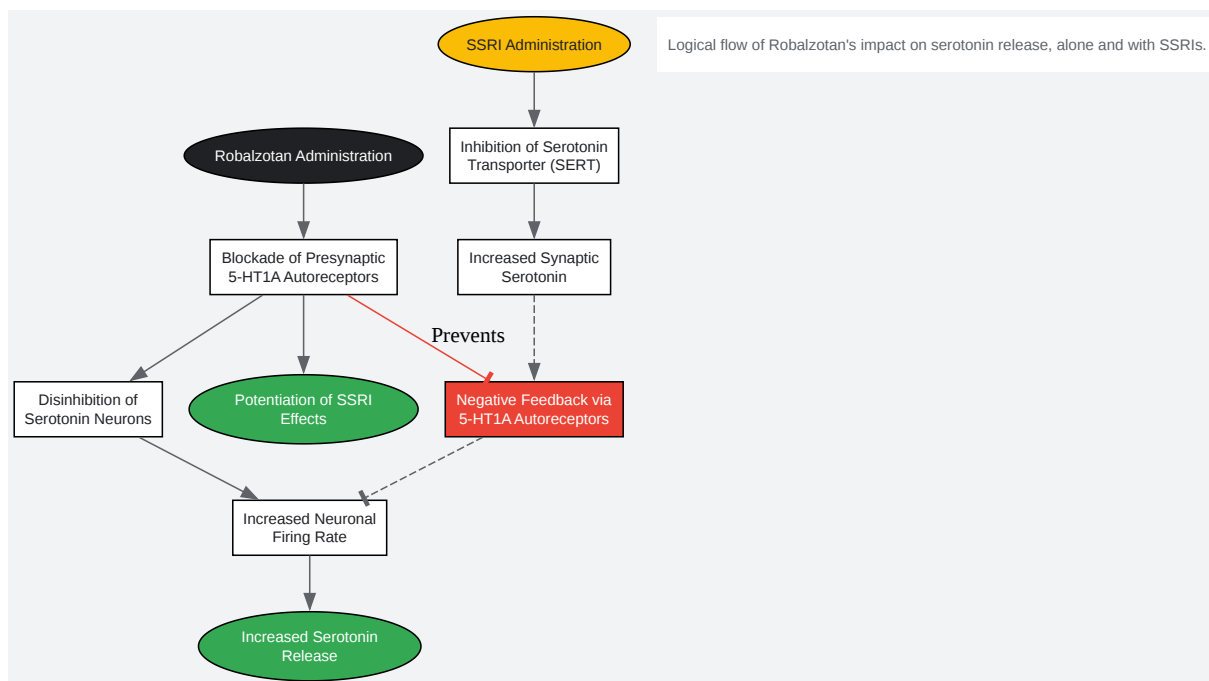 SSRI Administration
Logical flow of Robalzotan's impact on serotonin release, alone and with SSRIs.
Robalzotan Administration
Inhibition of Serotonin
Transporter (SERT)
Blockade of Presynaptic
5-HT1A Autoreceptors
Increased Synaptic
Serotonin
Prevents
Disinhibition of
Serotonin Neurons
Potentiation of SSRI
Effects
Negative Feedback via
5-HT1A Autoreceptors
Increased Neuronal
Firing Rate
Increased Serotonin
Release